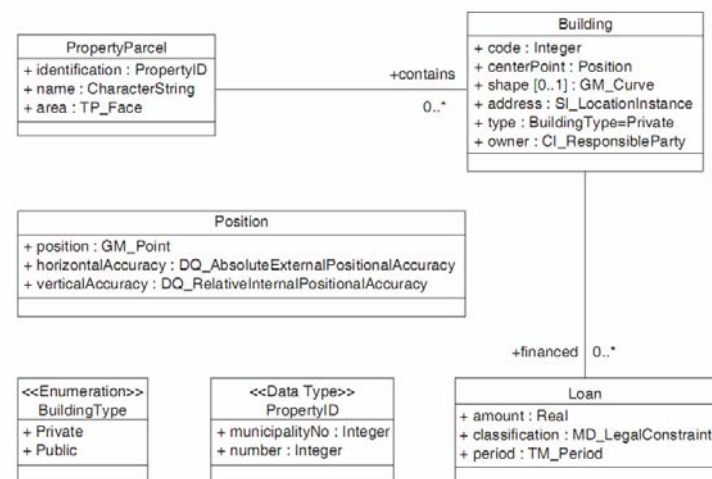 PropertyParcel
+ identification : PropertyID
+ name : CharacterString
+ area : TP_Face
+contains
0..*
Building
+ code : Integer
+ centerPoint : Position
+ shape [0..1] : GM_Curve
+ address : SI_LocationInstance
+ type : BuildingType=Private
+ owner : CI_ResponsibleParty
Position
+ position : GM_Point
+ horizontalAccuracy : DQ_AbsoluteExternalPositionalAccuracy
+ verticalAccuracy : DQ_RelativeInternalPositionalAccuracy
+financed 0..*
<<Enumeration>>
BuildingType
+ Private
+ Public
<<Data Type>>
PropertyID
+ municipalityNo : Integer
+ number : Integer
Loan
+ amount : Real
+ classification : MD_LegalConstraint
+ period : TM_Period